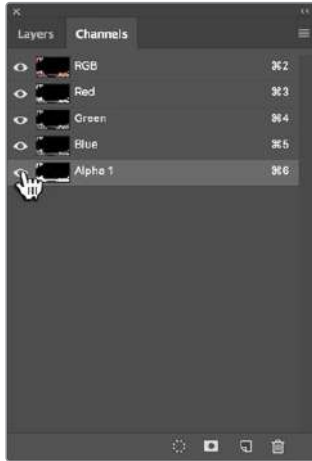 Layers Channels
RGB ⌘2
Red ⌘3
Green ⌘4
Blue ⌘5
Alpha 1 ⌘6